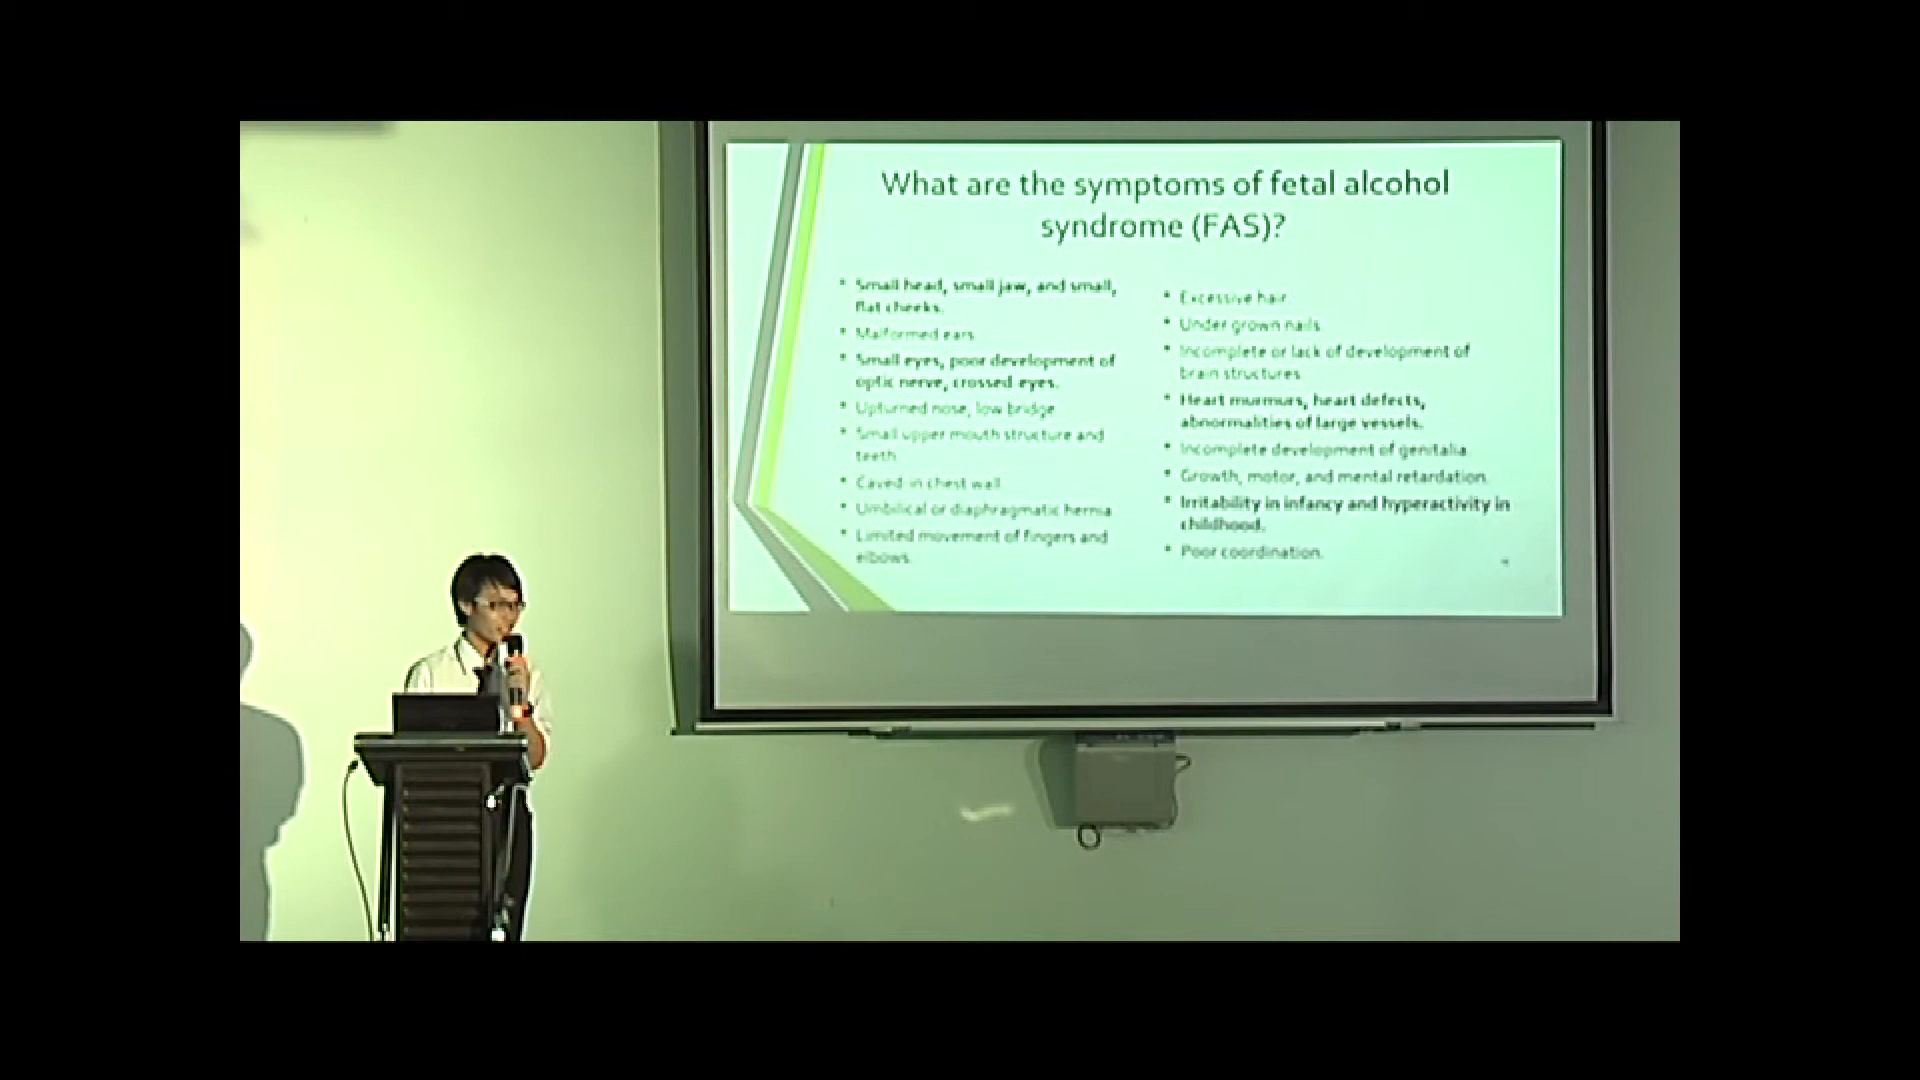 What are the symptoms of fetal alcohol
syndrome (FAS)?
• Small head, small jaw, and small,
flat cheeks.
• Malformed ears.
• Small eyes, poor development of
optic nerve, crossed eyes.
• Upturned nose, low bridge
• Small upper mouth structure and
teeth.
• Caved-in chest wall.
• Umbilical or diaphragmatic hernia
• Limited movement of fingers and
elbows.
• Excessive hair.
• Under grown nails.
• Incomplete or lack of development of
brain structures.
• Heart murmurs, heart defects,
abnormalities of large vessels.
• Incomplete development of genitalia.
• Growth, motor, and mental retardation.
• Irritability in infancy and hyperactivity in
childhood.
• Poor coordination.